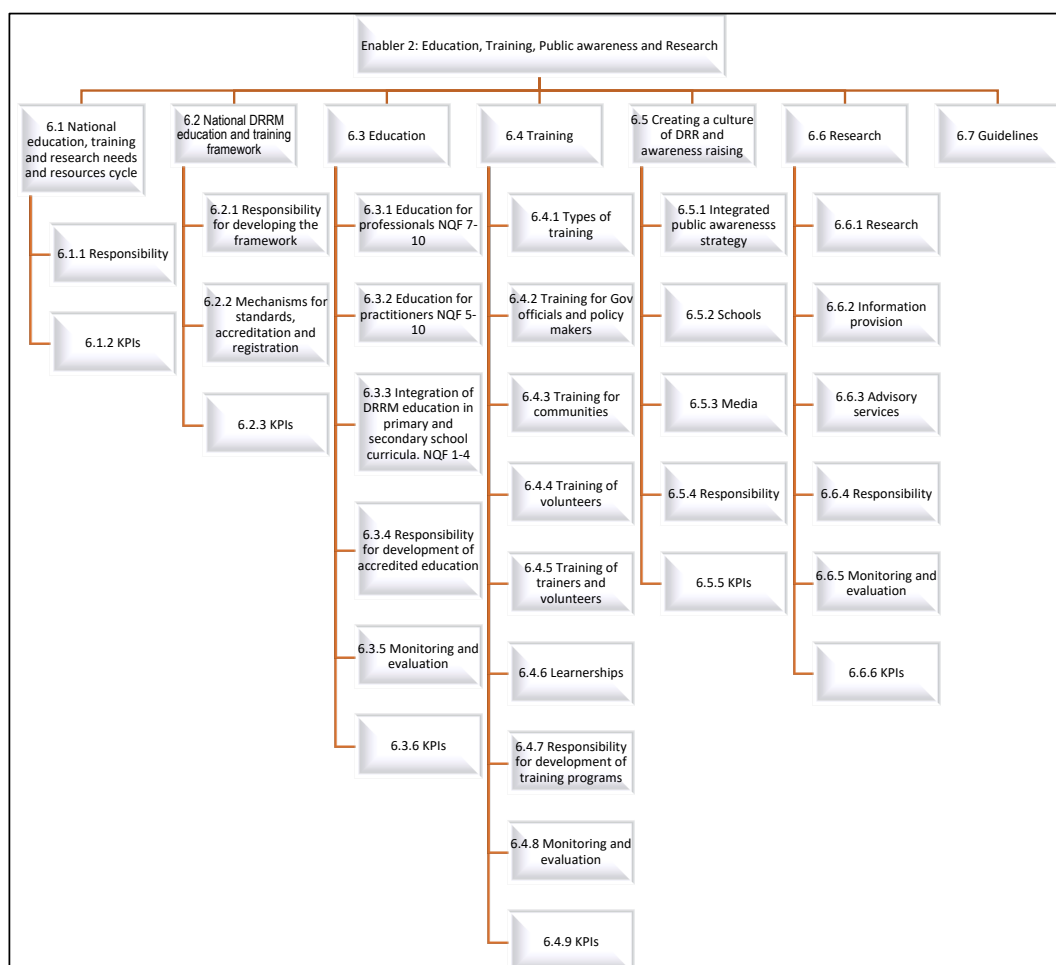 Enabler 2: Education, Training, Public awareness and Research
6.1 National
education, training
and research needs
and resources cycle
6.1.1 Responsibility
6.1.2 KPIs
6.2 National DRRM
education and training
framework
6.2.1 Responsibility
for developing the
framework
6.2.2 Mechanisms for
standards,
accreditation and
registration
6.2.3 KPIs
6.3 Education
6.3.1 Education for
professionals NQF 7-
10
6.3.2 Education for
practitioners NQF 5-
10
6.3.3 Integration of
DRRM education in
primary and
secondary school
curricula. NQF 1-4
6.3.4 Responsibility
for development of
accredited education
6.3.5 Monitoring and
evaluation
6.3.6 KPIs
6.4 Training
6.4.1 Types of
training
6.4.2 Training for Gov
officials and policy
makers
6.4.3 Training for
communities
6.4.4 Training of
volunteers
6.4.5 Training of
trainers and
volunteers
6.4.6 Learnerships
6.4.7 Responsibility
for development of
training programs
6.4.8 Monitoring and
evaluation
6.4.9 KPIs
6.5 Creating a culture
of DRR and
awareness raising
6.5.1 Integrated
public awarenesss
strategy
6.5.2 Schools
6.5.3 Media
6.5.4 Responsibility
6.5.5 KPIs
6.6 Research
6.6.1 Research
6.6.2 Information
provision
6.6.3 Advisory
services
6.6.4 Responsibility
6.6.5 Monitoring and
evaluation
6.6.6 KPIs
6.7 Guidelines